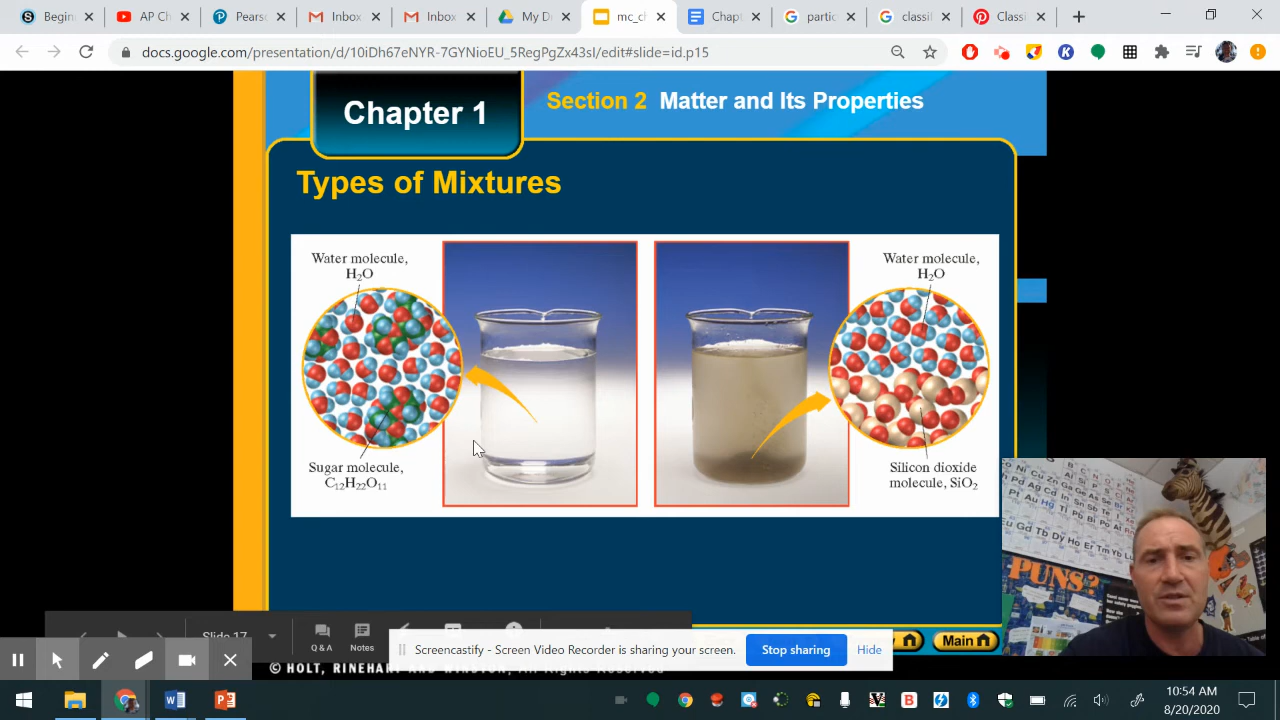 Begin
AP Ch
Pears
Inbox
Inbox
My D
mc_ch
Chapt
partic
classif
Classi
docs.google.com/presentation/d/10iDh67eNYR-7GYNioEU_5RegPgZx43sI/edit#slide=id.p15
Chapter 1
Section 2 Matter and Its Properties
Types of Mixtures
Water molecule,
H₂O
Sugar molecule,
C₁₂H₂₂O₁₁
Water molecule,
H₂O
Silicon dioxide
molecule, SiO₂
PUNS?
Slide 17
Q & A
Notes
Screencastify - Screen Video Recorder is sharing your screen.
Stop sharing
Hide
Main
© HOLT, RINEHART AND WINSTON, All Rights Reserved
10:54 AM
8/20/2020